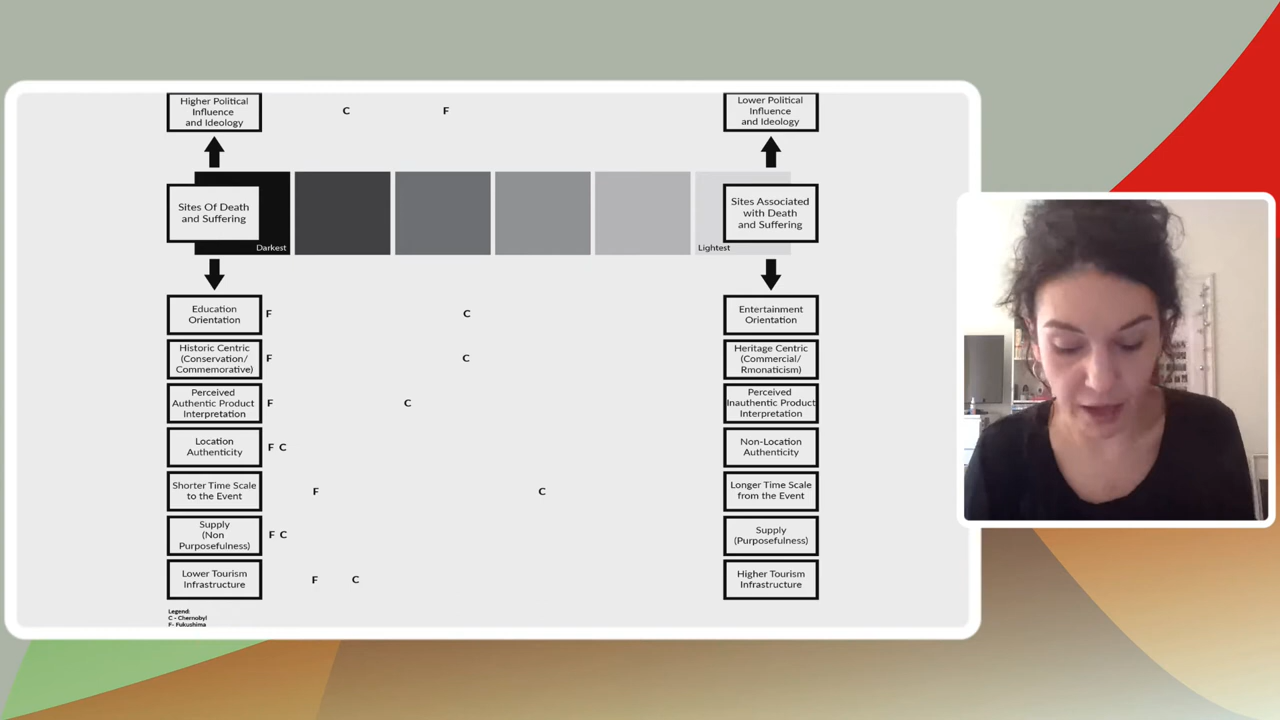 Higher Political
Influence
and Ideology
C
F
Lower Political
Influence
and Ideology
Sites Of Death
and Suffering
Darkest
Sites Associated
with Death
and Suffering
Lightest
Education
Orientation
F
C
Entertainment
Orientation
Historic Centric
(Conservation/
Commemorative)
F
C
Heritage Centric
(Commercial/
Rmonaticism)
Perceived
Authentic Product
Interpretation
F
C
Perceived
Inauthentic Product
Interpretation
Location
Authenticity
F C
Non-Location
Authenticity
Shorter Time Scale
to the Event
F
C
Longer Time Scale
from the Event
Supply
(Non
Purposefulness)
F C
Supply
(Purposefulness)
Lower Tourism
Infrastructure
F
C
Higher Tourism
Infrastructure
Legend:
C - Chernobyl
F- Fukushima